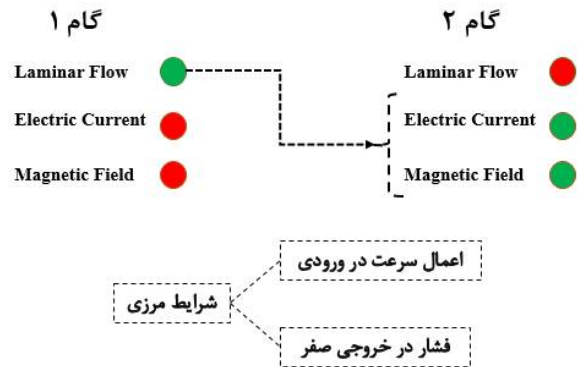 گام ۱
Laminar Flow
Electric Current
Magnetic Field
گام ۲
Laminar Flow
Electric Current
Magnetic Field
شرایط مرزی
اعمال سرعت در ورودی
فشار در خروجی صفر